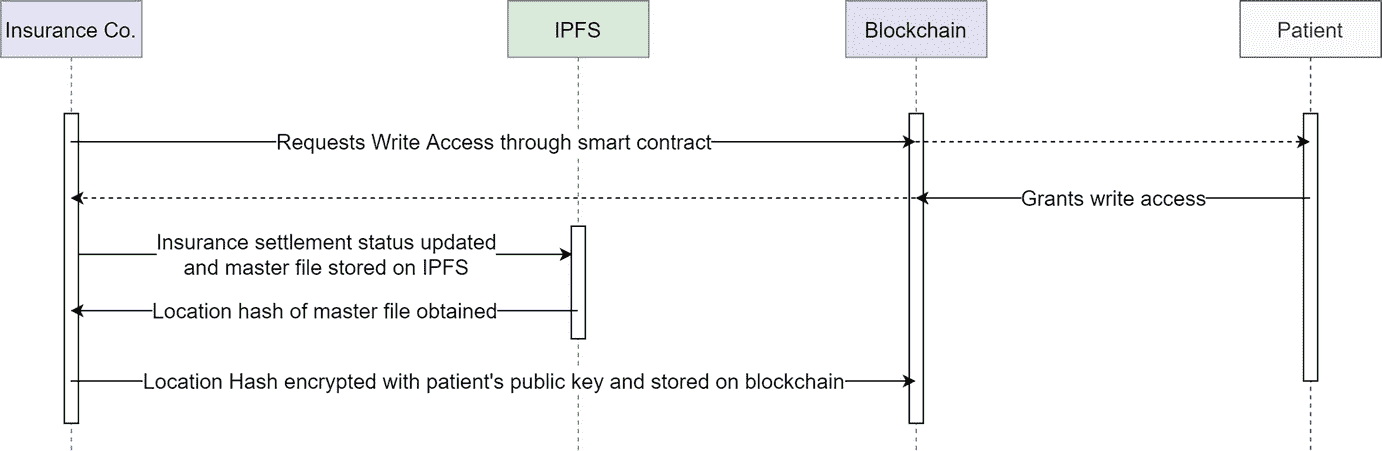 Insurance Co.
IPFS
Blockchain
Patient
Requests Write Access through smart contract
Grants write access
Insurance settlement status updated
and master file stored on IPFS
Location hash of master file obtained
Location Hash encrypted with patient's public key and stored on blockchain